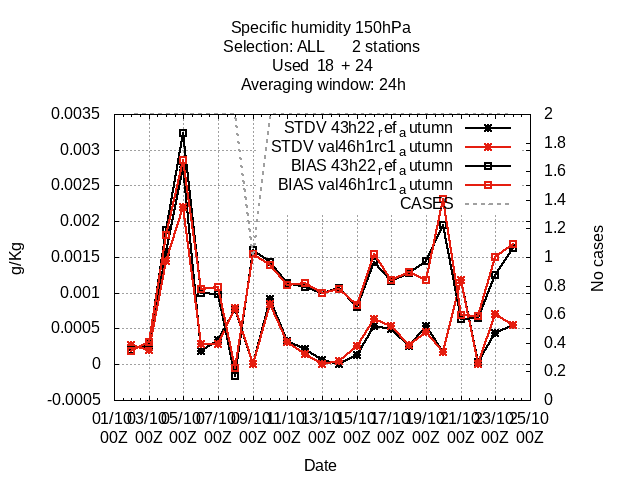 Specific humidity 150hPa
Selection: ALL 2 stations
Used 18 + 24
Averaging window: 24h
0.0035
0.003
0.0025
0.002
0.0015
0.001
0.0005
0
-0.0005
g/Kg
STDV 43h22_ref_autumn
STDV val46h1rc1_autumn
BIAS 43h22_ref_autumn
BIAS val46h1rc1_autumn
CASES
2
1.8
1.6
1.4
1.2
1
0.8
0.6
0.4
0.2
0
No cases
01/10 03/10 05/10 07/10 09/10 11/10 13/10 15/10 17/10 19/10 21/10 23/10 25/10
00Z 00Z 00Z 00Z 00Z 00Z 00Z 00Z 00Z 00Z 00Z 00Z 00Z
Date